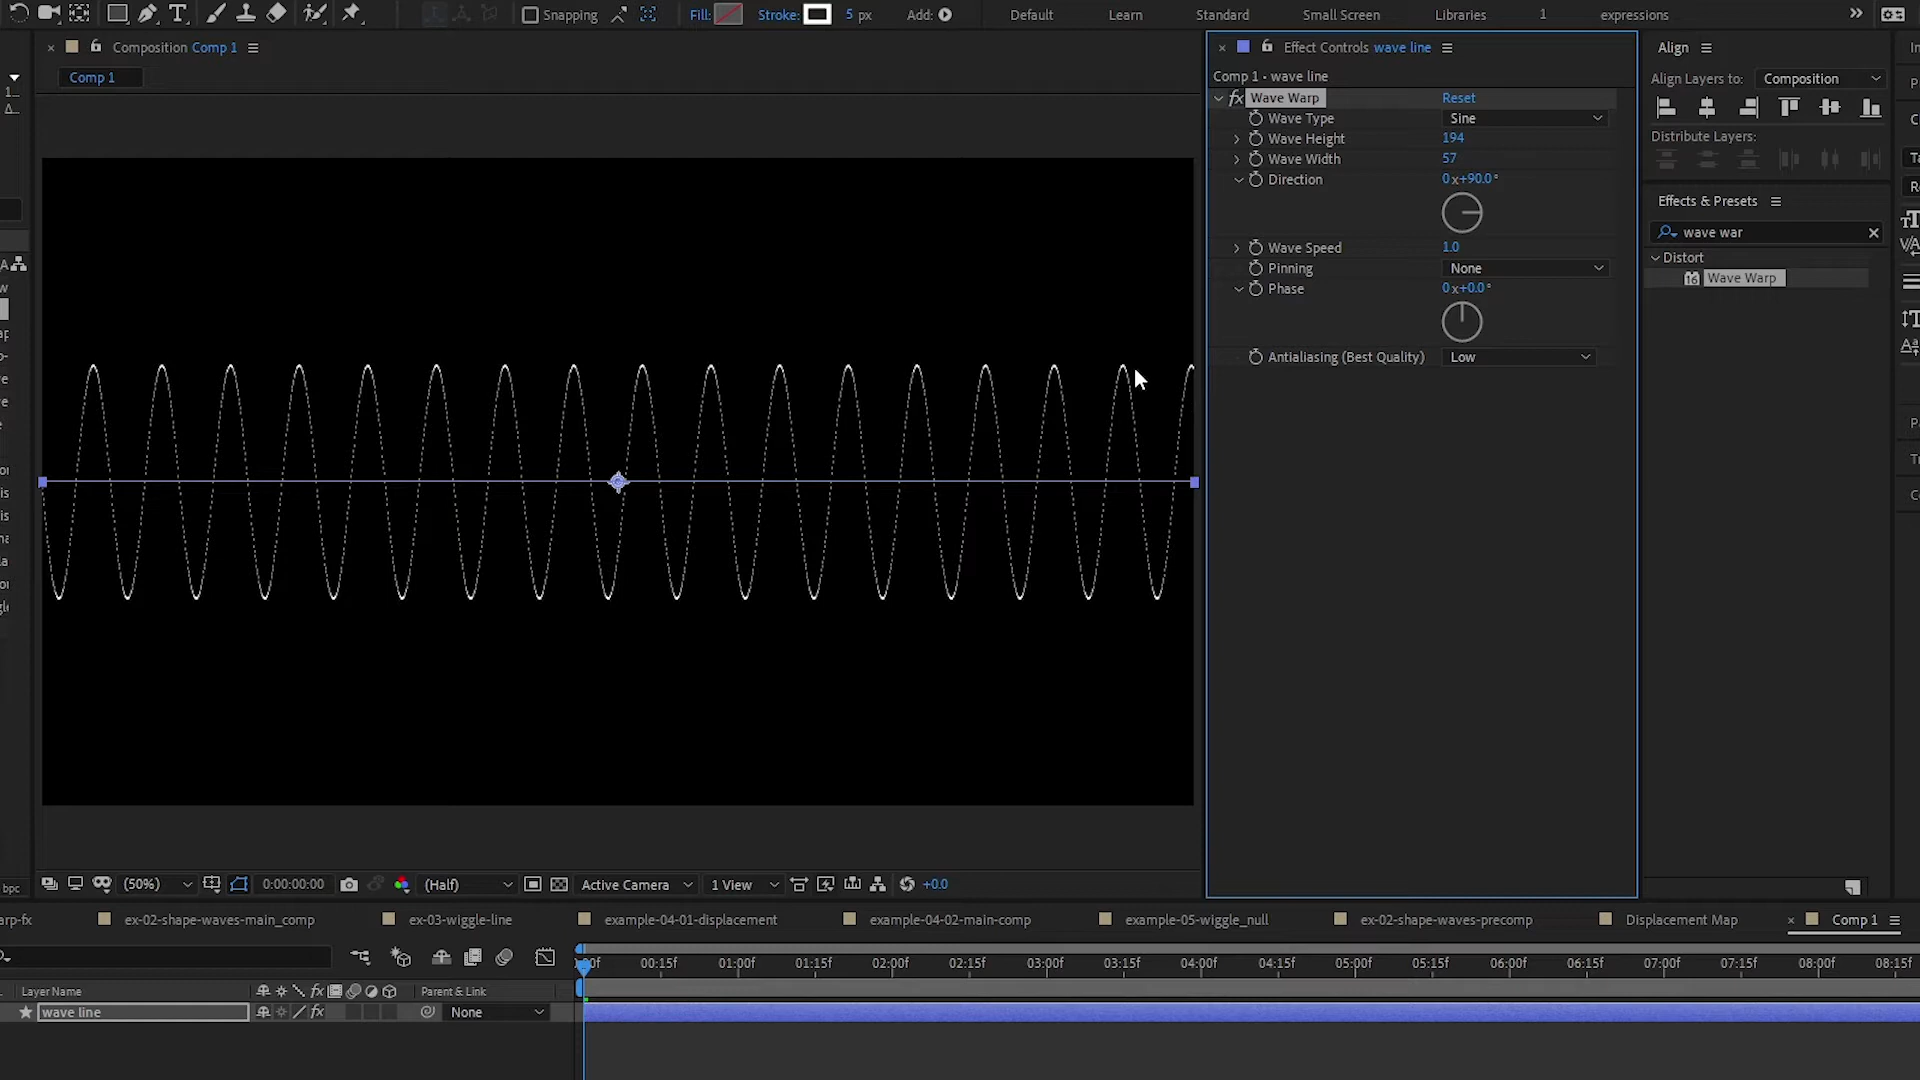 Snapping
Fill:
Stroke:
5 px
Add:
Default
Learn
Standard
Small Screen
Libraries
1
expressions
Composition Comp 1
Comp 1
Effect Controls wave line
Comp 1 • wave line
fx Wave Warp Reset
Wave Type Sine
Wave Height 194
Wave Width 57
Direction 0x+90.0°
Wave Speed 1.0
Pinning None
Phase 0x+0.0°
Antialiasing (Best Quality) Low
Align
Align Layers to: Composition
Distribute Layers:
Effects & Presets
wave war
Distort
Wave Warp
bpc
(50%)
0:00:00:00
(Half)
Active Camera
1 View
+0.0
arp-fx
ex-02-shape-waves-main_comp
ex-03-wiggle-line
example-04-01-displacement
example-04-02-main-comp
example-05-wiggle_null
ex-02-shape-waves-precomp
Displacement Map
Comp 1
00:15f 01:00f 01:15f 02:00f 02:15f 03:00f 03:15f 04:00f 04:15f 05:00f 05:15f 06:00f 06:15f 07:00f 07:15f 08:00f 08:15f
Layer Name
fx
Parent & Link
wave line
fx
None